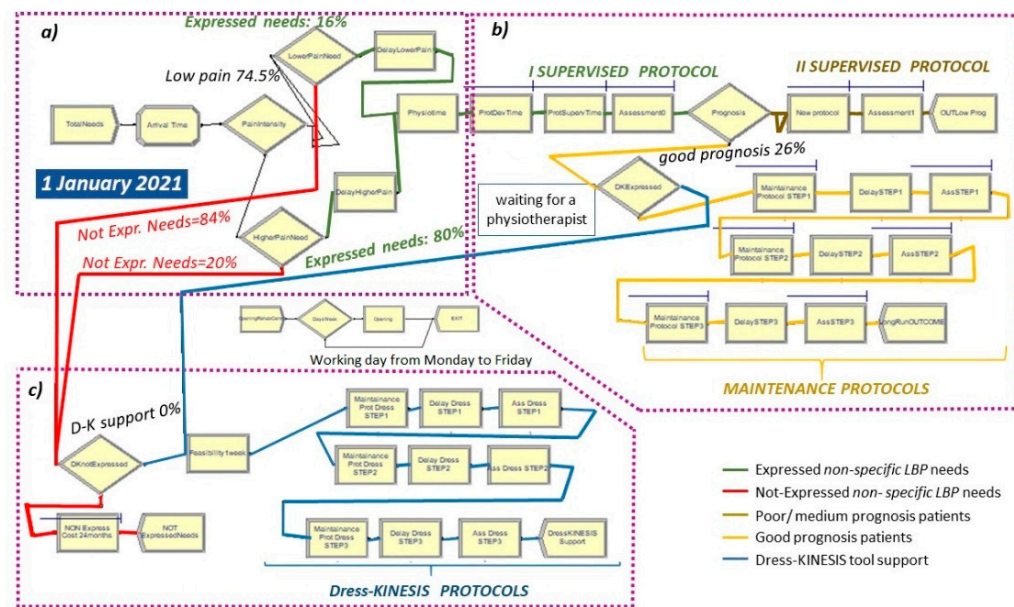 a)
Expressed needs: 16%
LowerPainNeed
DelayLowerPain
Low pain 74.5%
TotalNeeds
Arrival Time
PainIntensity
Physiotime
1 January 2021
DelayHigherPain
Not Expr. Needs=84%
HigherPainNeed
Not Expr. Needs=20%
Expressed needs: 80%
b)
I SUPERVISED PROTOCOL
II SUPERVISED PROTOCOL
ProtDevTime
ProtSupervTime
Assessment0
Prognosis
New protocol
Assessment1
OUTLow Prog
good prognosis 26%
DKExpressed
waiting for a
physiotherapist
Maintainance
Protocol STEP1
DelaySTEP1
AssSTEP1
Maintainance
Protocol STEP2
DelaySTEP2
AssSTEP2
Maintainance
Protocol STEP3
DelaySTEP3
AssSTEP3
LongRunOUTCOME
MAINTENANCE PROTOCOLS
Opening
EXIT
Working day from Monday to Friday
c)
D-K support 0%
DKnotExpressed
Feasibility1week
NON Express
Cost 24months
NOT
ExpressedNeeds
Maintainance
Prot Dress
STEP1
Delay Dress
STEP1
Ass Dress
STEP1
Maintainance
Prot Dress
STEP2
Delay Dress
STEP2
Ass Dress STEP2
Maintainance
Prot Dress
STEP3
Delay Dress
STEP3
Ass Dress
STEP3
DressKINESIS
Support
Dress-KINESIS PROTOCOLS
Expressed non-specific LBP needs
Not-Expressed non- specific LBP needs
Poor/ medium prognosis patients
Good prognosis patients
Dress-KINESIS tool support